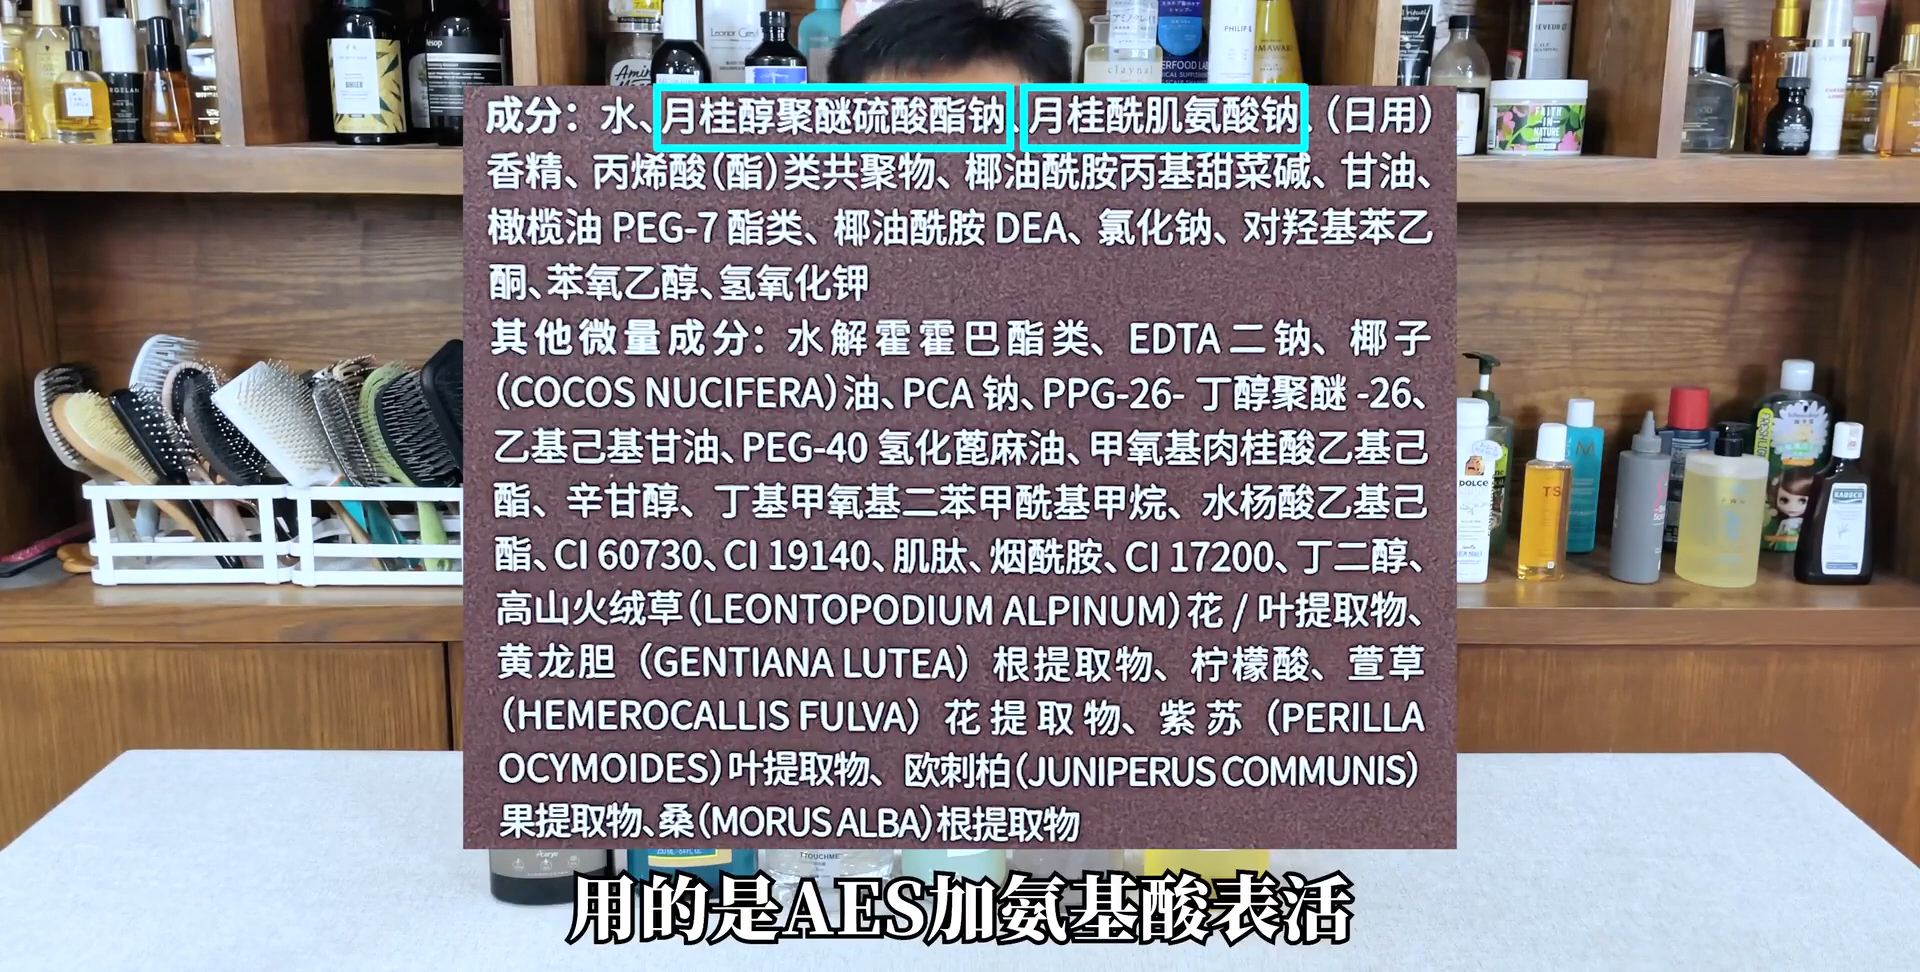 Aēsop
Leonor Greyl
PHILIP
claynal
成分：水、月桂醇聚醚硫酸酯钠、月桂酰肌氨酸钠、（日用）
香精、丙烯酸（酯）类共聚物、椰油酰胺丙基甜菜碱、甘油、
橄榄油 PEG-7 酯类、椰油酰胺 DEA、氯化钠、对羟基苯乙
酮、苯氧乙醇、氢氧化钾
其他微量成分：水解霍霍巴酯类、EDTA 二钠、椰子
（COCOS NUCIFERA）油、PCA 钠、PPG-26- 丁醇聚醚 -26、
乙基己基甘油、PEG-40 氢化蓖麻油、甲氧基肉桂酸乙基己
酯、辛甘醇、丁基甲氧基二苯甲酰基甲烷、水杨酸乙基己
酯、CI 60730、CI 19140、肌肽、烟酰胺、CI 17200、丁二醇、
高山火绒草（LEONTOPODIUM ALPINUM）花 / 叶提取物、
黄龙胆（GENTIANA LUTEA）根提取物、柠檬酸、萱草
（HEMEROCALLIS FULVA）花提取物、紫苏（PERILLA
OCYMOIDES）叶提取物、欧刺柏（JUNIPERUS COMMUNIS）
果提取物、桑（MORUS ALBA）根提取物
DOLCE
TTOUCHME
用的是AES加氨基酸表活